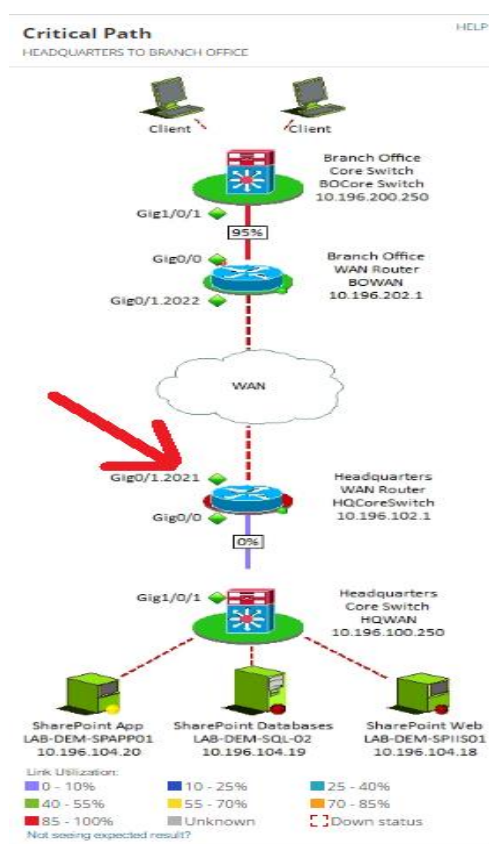 Critical Path
HELP
HEADQUARTERS TO BRANCH OFFICE
Client
Client
Branch Office
Core Switch
BOCore Switch
10.196.200.250
Gig1/0/1
95%
Gig0/0
Branch Office
WAN Router
BOWAN
10.196.202.1
Gig0/1.2022
WAN
Gig0/1.2021
Headquarters
WAN Router
HQCoreSwitch
10.196.102.1
Gig0/0
0%
Gig1/0/1
Headquarters
Core Switch
HQWAN
10.196.100.250
SharePoint App
LAB-DEM-SPAPP01
10.196.104.20
SharePoint Databases
LAB-DEM-SQL-02
10.196.104.19
SharePoint Web
LAB-DEM-SPIIS01
10.196.104.18
Link Utilization:
0 - 10%
10 - 25%
25 - 40%
40 - 55%
55 - 70%
70 - 85%
85 - 100%
Unknown
Down status
Not seeing expected result?